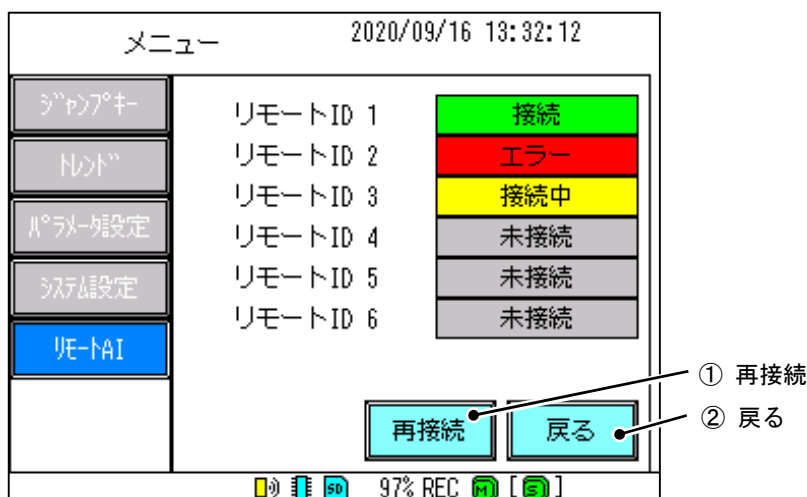 メニュー 2020/09/16 13:32:12
ｼﾞｬﾝﾌﾟｷｰ
ﾄﾚﾝﾄﾞ
ﾊﾟﾗﾒｰﾀ設定
ｼｽﾃﾑ設定
ﾘﾓｰﾄAI
リモートID 1 接続
リモートID 2 エラー
リモートID 3 接続中
リモートID 4 未接続
リモートID 5 未接続
リモートID 6 未接続
再接続 戻る
① 再接続
② 戻る
SD 97% REC M [S]